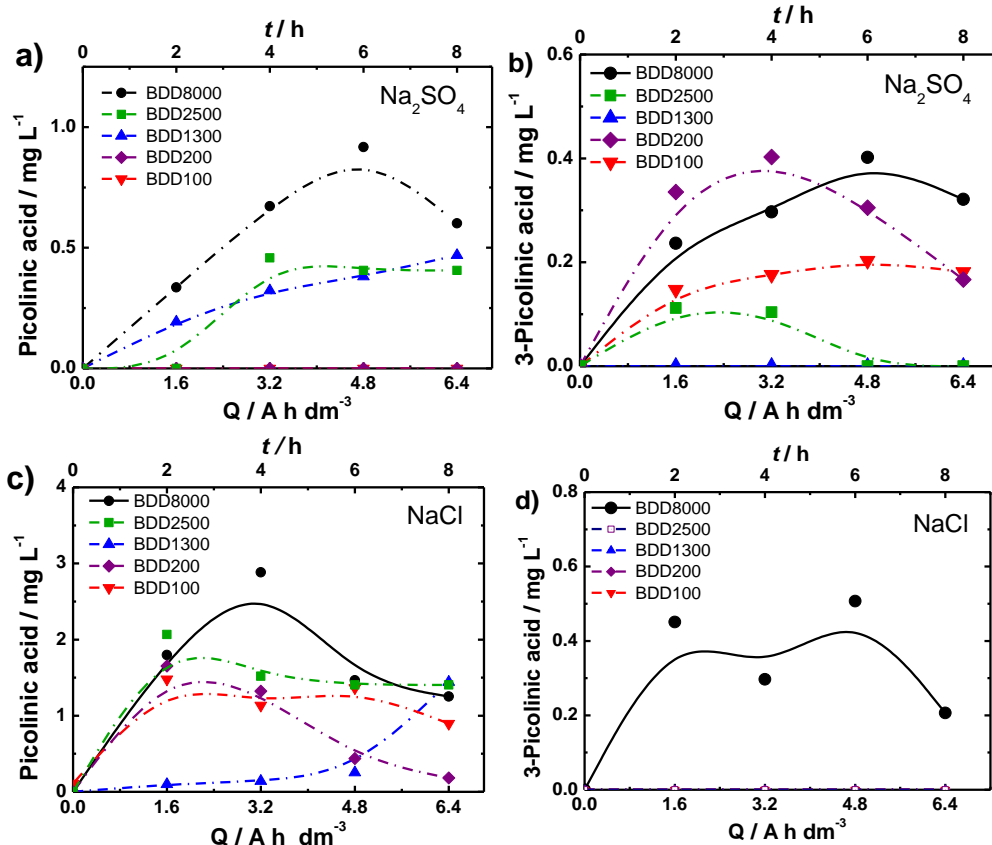 a)
t / h
0 2 4 6 8
BDD8000
BDD2500
BDD1300
BDD200
BDD100
Na₂SO₄
Picolinic acid / mg L⁻¹
1.0
0.5
0.0
0.0 1.6 3.2 4.8 6.4
Q / A h dm⁻³
b)
t / h
0 2 4 6 8
BDD8000
BDD2500
BDD1300
BDD200
BDD100
Na₂SO₄
3-Picolinic acid / mg L⁻¹
0.6
0.4
0.2
0.0
0.0 1.6 3.2 4.8 6.4
Q / A h dm⁻³
c)
t / h
0 2 4 6 8
BDD8000
BDD2500
BDD1300
BDD200
BDD100
NaCl
Picolinic acid / mg L⁻¹
4
3
2
1
0
0.0 1.6 3.2 4.8 6.4
Q / A h dm⁻³
d)
t / h
0 2 4 6 8
BDD8000
BDD2500
BDD1300
BDD200
BDD100
NaCl
3-Picolinic acid / mg L⁻¹
0.8
0.6
0.4
0.2
0.0
0.0 1.6 3.2 4.8 6.4
Q / A h dm⁻³